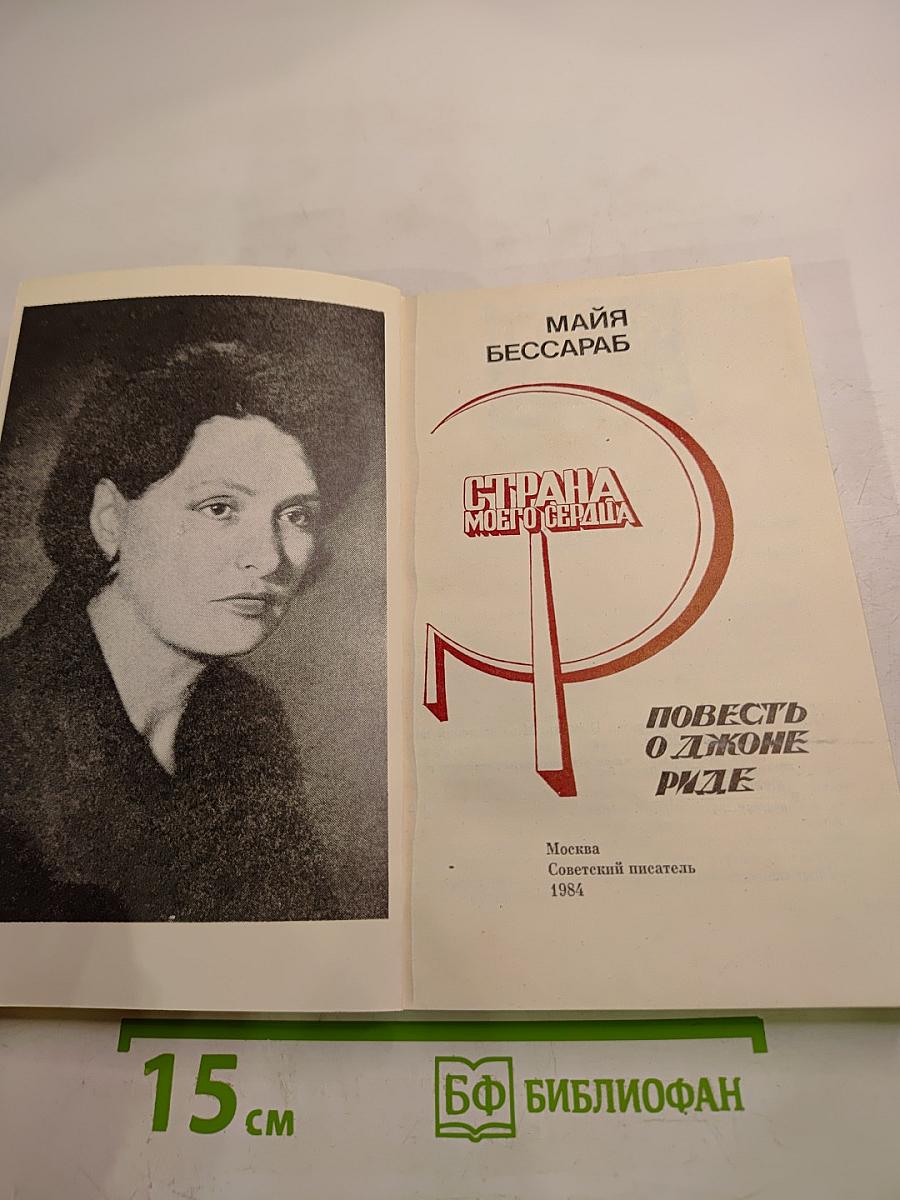 МАЙЯ
БЕССАРАБ
СТРАНА
МОЕГО СЕРДЦА
ПОВЕСТЬ
О ДЖОНЕ
РИДЕ
Москва
Советский писатель
1984
15 см
БФ БИБЛИОФАН